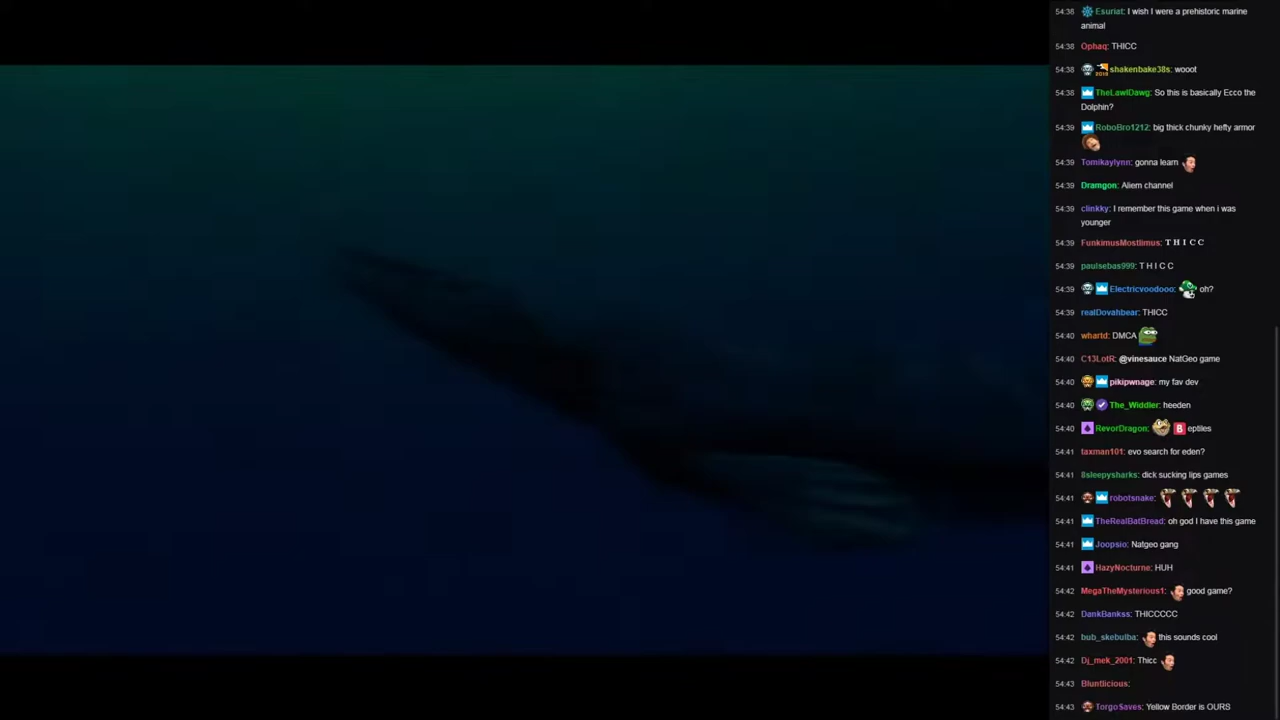 54:38 Esuriat: I wish I were a prehistoric marine
animal
54:38 Ophaq: THICC
54:38 2019 shakenbake38s: wooot
54:38 TheLawlDawg: So this is basically Ecco the
Dolphin?
54:39 RoboBro1212: big thick chunky hefty armor
54:39 Tomikaylynn: gonna learn
54:39 Dramgon: Aliem channel
54:39 clinkky: I remember this game when i was
younger
54:39 FunkimusMostlimus: T H I C C
54:39 paulsebas999: T H I C C
54:39 Electricvoodooo: oh?
54:39 realDovahbear: THICC
54:40 whartd: DMCA
54:40 C13LotR: @vinesauce NatGeo game
54:40 pikipwnage: my fav dev
54:40 The_Widdler: heeden
54:40 RevorDragon: B eptiles
54:41 taxman101: evo search for eden?
54:41 8sleepysharks: dick sucking lips games
54:41 robotsnake:
54:41 TheRealBatBread: oh god I have this game
54:41 Joopsio: Natgeo gang
54:41 HazyNocturne: HUH
54:42 MegaTheMysterious1: good game?
54:42 DankBankss: THICCCCC
54:42 bub_skebulba: this sounds cool
54:42 Dj_mek_2001: Thicc
54:43 Bluntlicious:
54:43 TorgoSaves: Yellow Border is OURS